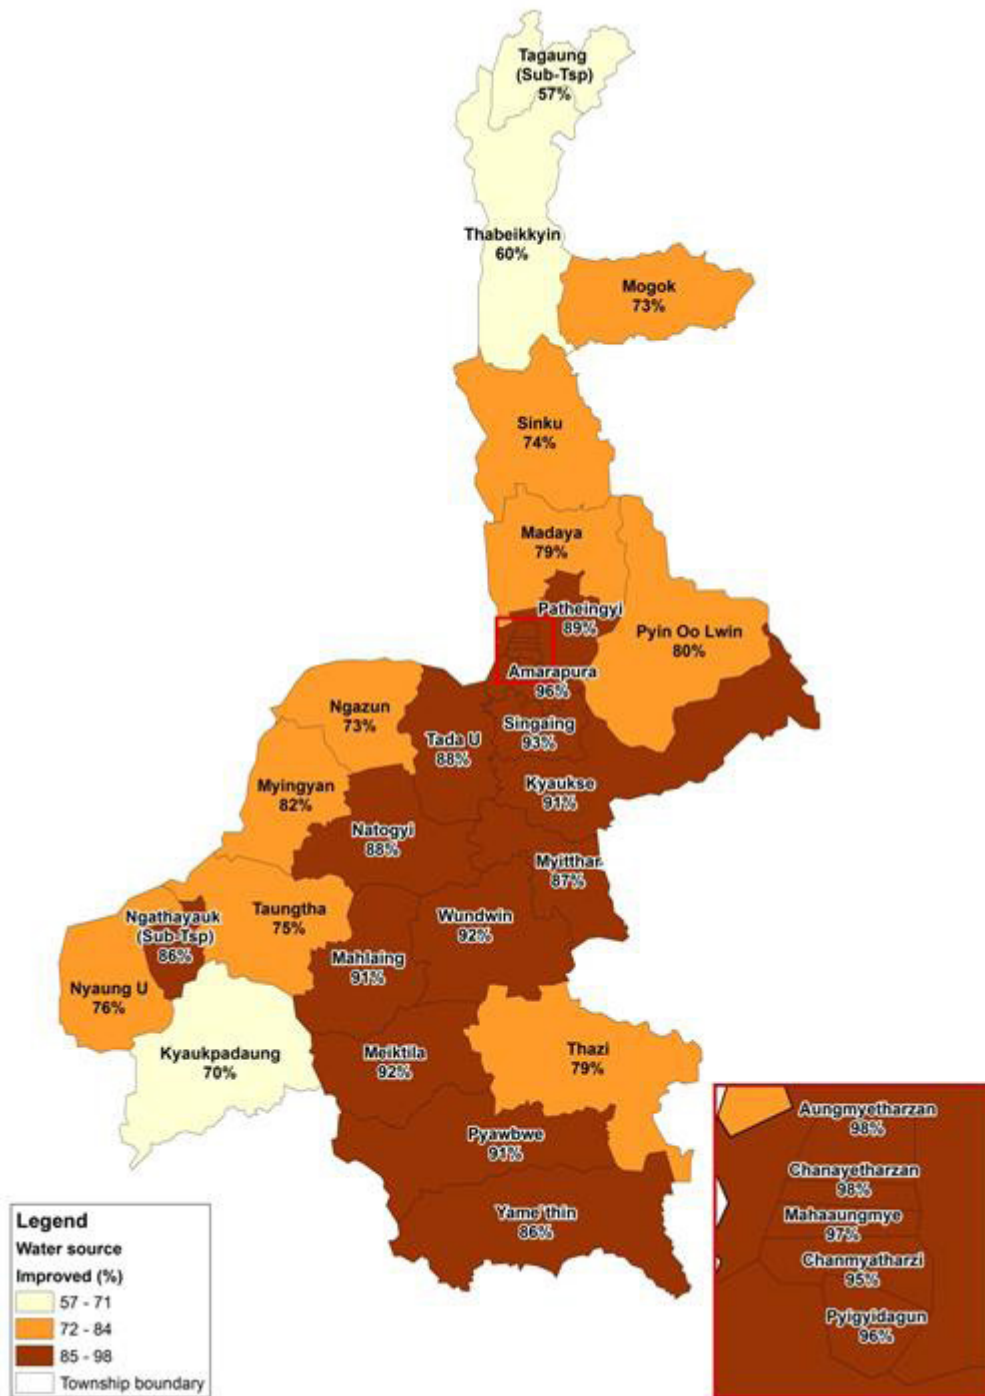 Tagaung
(Sub-Tsp)
57%
Thabeikkyin
60%
Mogok
73%
Sinku
74%
Madaya
79%
Patheingyi
89%
Pyin Oo Lwin
80%
Amarapura
96%
Ngazun
73%
Tada U
88%
Singaing
93%
Myingyan
82%
Kyaukse
91%
Natogyi
88%
Myitthar
87%
Taungtha
75%
Ngathayauk
(Sub-Tsp)
86%
Wundwin
92%
Mahlaing
91%
Nyaung U
76%
Kyaukpadaung
70%
Meiktila
92%
Thazi
79%
Pyawbwe
91%
Yame`thin
86%
Aungmyetharzan
98%
Chanayetharzan
98%
Mahaaungmye
97%
Chanmyatharzi
95%
Pyigyidagun
96%
Legend
Water source
Improved (%)
57 - 71
72 - 84
85 - 98
Township boundary